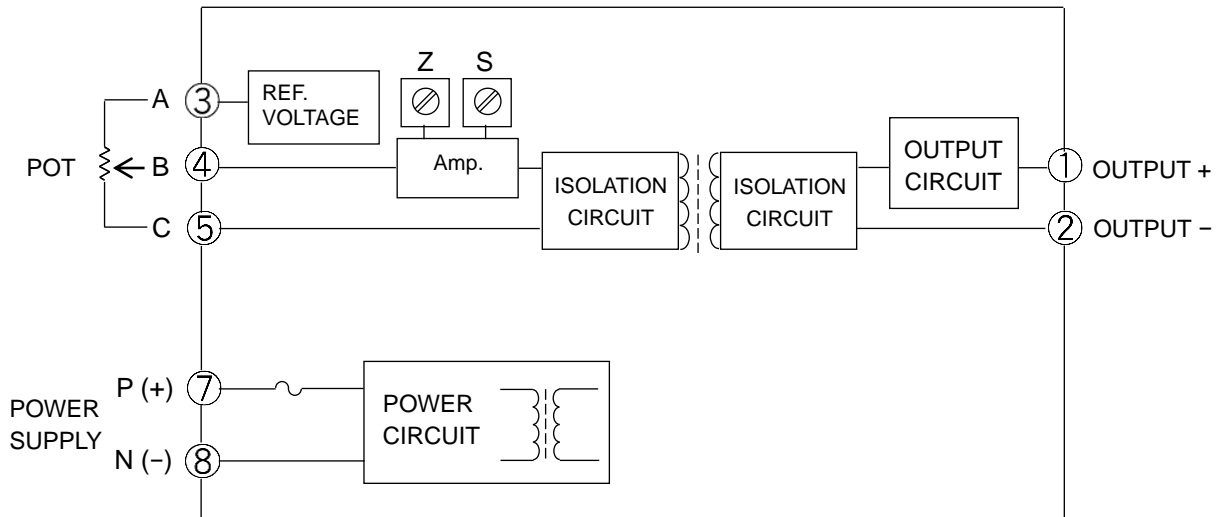 Z S
A ③ REF.
VOLTAGE
POT B ④ Amp.
C ⑤
ISOLATION
CIRCUIT
ISOLATION
CIRCUIT
OUTPUT
CIRCUIT
① OUTPUT +
② OUTPUT −
POWER
SUPPLY
P (+) ⑦
N (−) ⑧
POWER
CIRCUIT